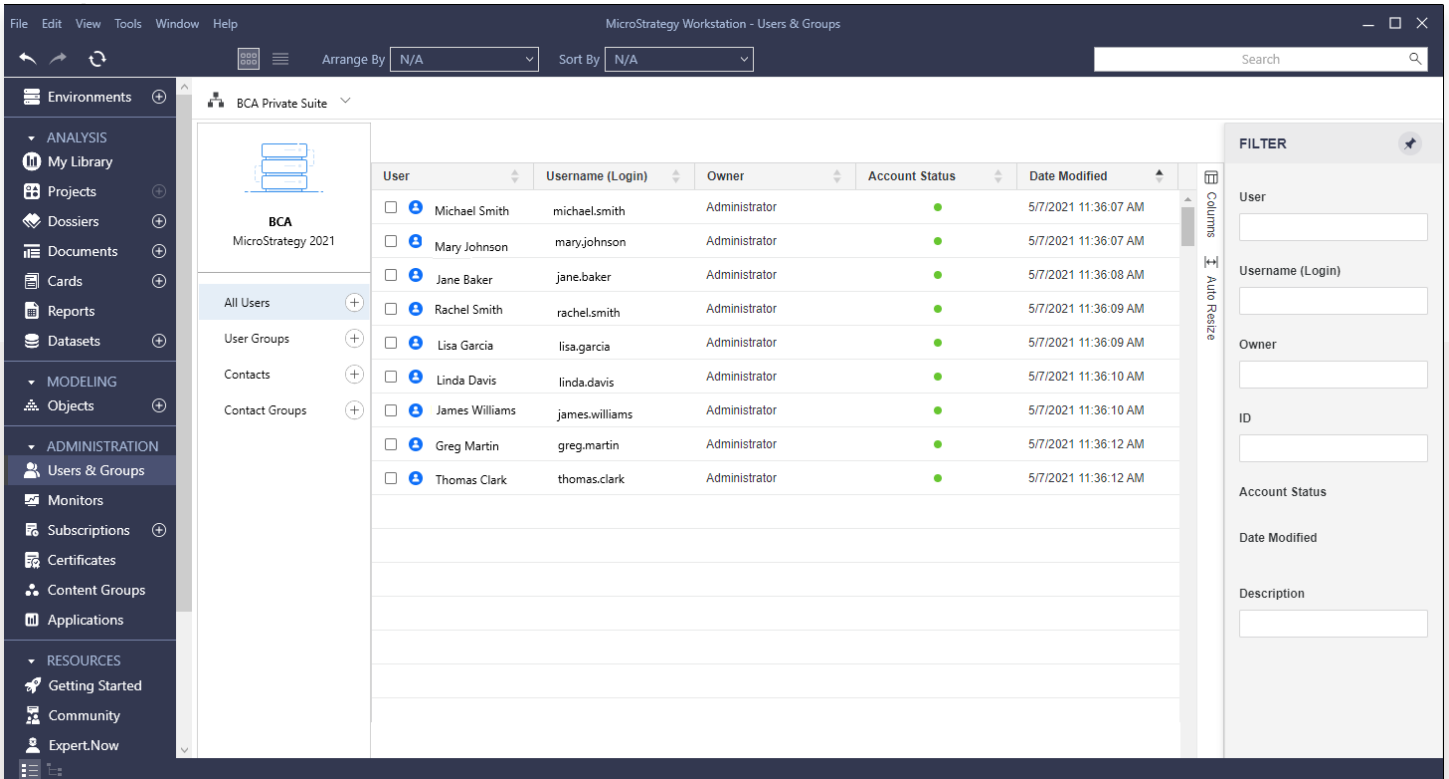 File Edit View Tools Window Help
MicroStrategy Workstation - Users & Groups
Arrange By N/A Sort By N/A Search
Environments
ANALYSIS
My Library
Projects
Dossiers
Documents
Cards
Reports
Datasets
MODELING
Objects
ADMINISTRATION
Users & Groups
Monitors
Subscriptions
Certificates
Content Groups
Applications
RESOURCES
Getting Started
Community
Expert.Now
BCA Private Suite
BCA
MicroStrategy 2021
All Users
User Groups
Contacts
Contact Groups
User Username (Login) Owner Account Status Date Modified
Michael Smith michael.smith Administrator 5/7/2021 11:36:07 AM
Mary Johnson mary.johnson Administrator 5/7/2021 11:36:07 AM
Jane Baker jane.baker Administrator 5/7/2021 11:36:08 AM
Rachel Smith rachel.smith Administrator 5/7/2021 11:36:09 AM
Lisa Garcia lisa.garcia Administrator 5/7/2021 11:36:09 AM
Linda Davis linda.davis Administrator 5/7/2021 11:36:10 AM
James Williams james.williams Administrator 5/7/2021 11:36:10 AM
Greg Martin greg.martin Administrator 5/7/2021 11:36:12 AM
Thomas Clark thomas.clark Administrator 5/7/2021 11:36:12 AM
Columns
Auto Resize
FILTER
User
Username (Login)
Owner
ID
Account Status
Date Modified
Description